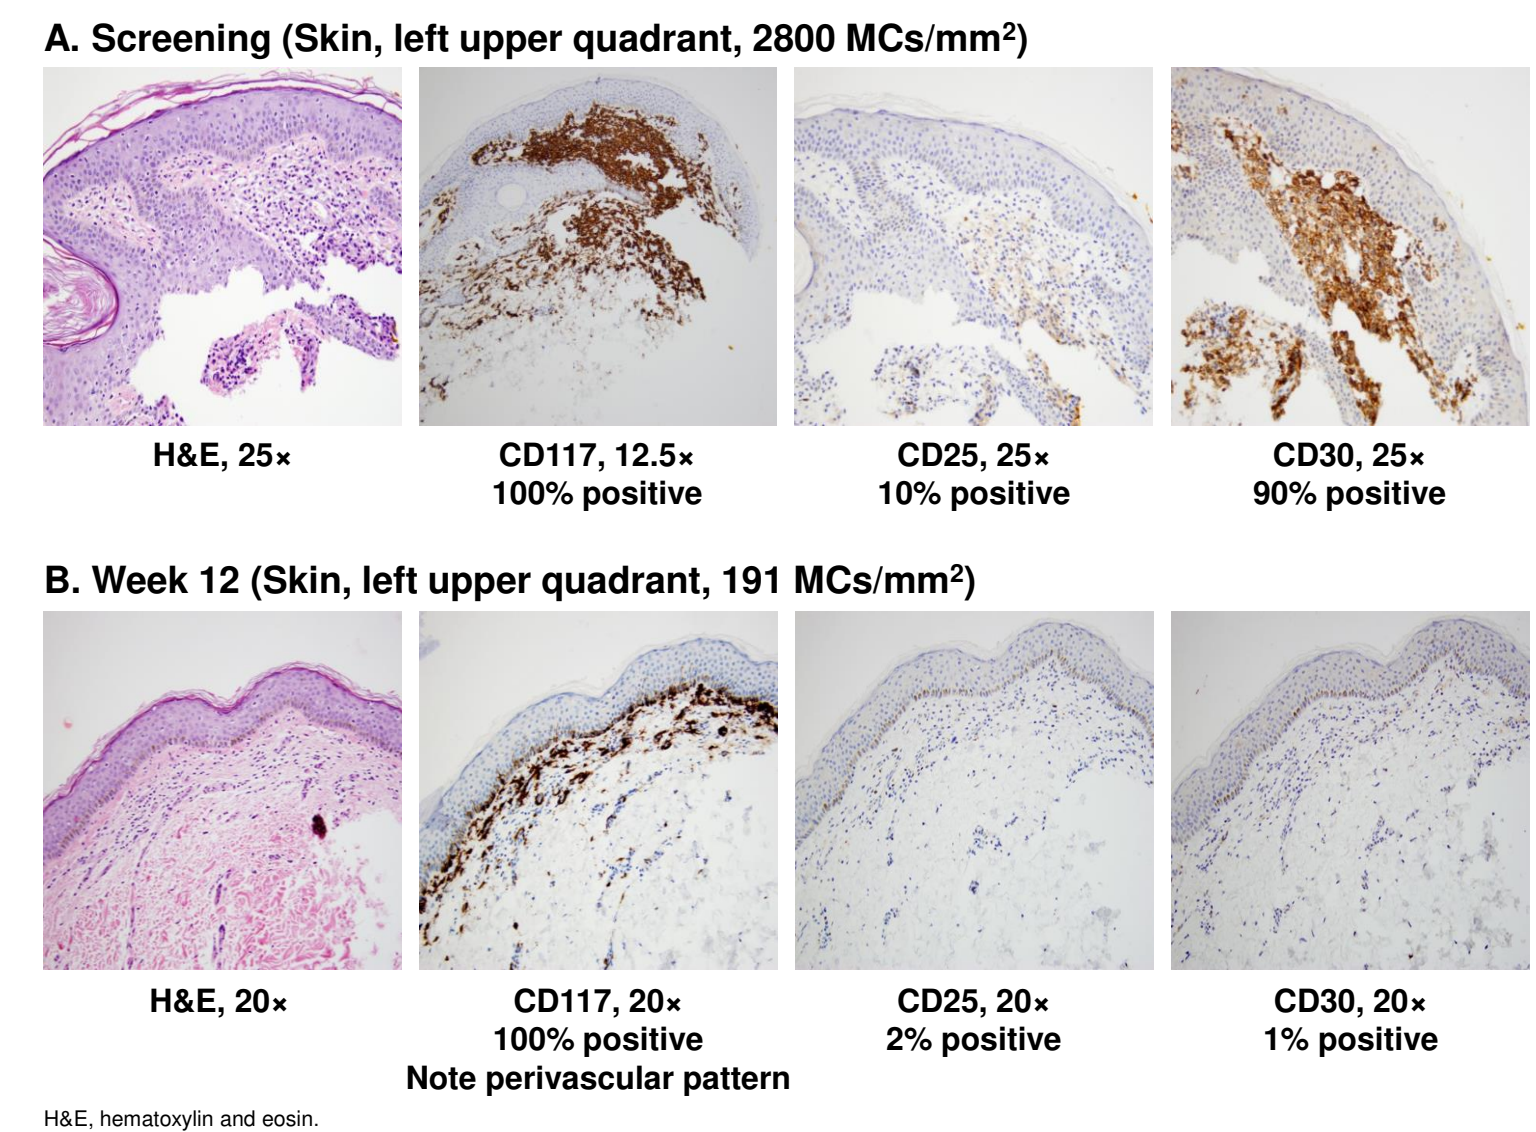 A. Screening (Skin, left upper quadrant, 2800 MCs/mm²)
H&E, 25×
CD117, 12.5×
100% positive
CD25, 25×
10% positive
CD30, 25×
90% positive
B. Week 12 (Skin, left upper quadrant, 191 MCs/mm²)
H&E, 20×
CD117, 20×
100% positive
Note perivascular pattern
CD25, 20×
2% positive
CD30, 20×
1% positive
H&E, hematoxylin and eosin.